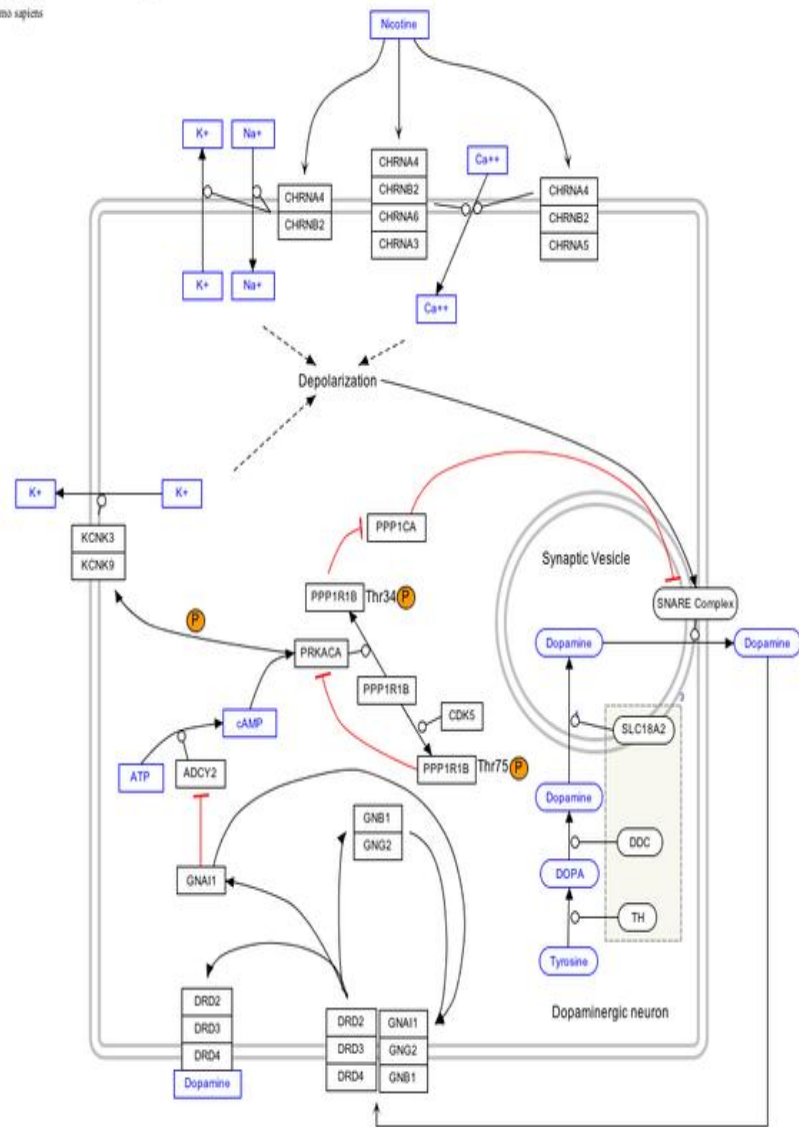 mo sapiens
Nicotine
K+
Na+
CHRNA4
CHRNB2
CHRNA4
CHRNB2
CHRNA6
CHRNA3
Ca++
CHRNA4
CHRNB2
CHRNA5
K+
Na+
Ca++
Depolarization
K+
K+
KCNK3
KCNK9
PPP1CA
Synaptic Vesicle
PPP1R1B
Thr34
P
SNARE Complex
P
PRKACA
Dopamine
Dopamine
PPP1R1B
cAMP
CDK5
SLC18A2
ATP
ADCY2
PPP1R1B
Thr75
P
Dopamine
GNB1
GNG2
DDC
GNAI1
DOPA
TH
Tyrosine
DRD2
DRD3
DRD4
Dopamine
DRD2
DRD3
DRD4
GNAI1
GNG2
GNB1
Dopaminergic neuron